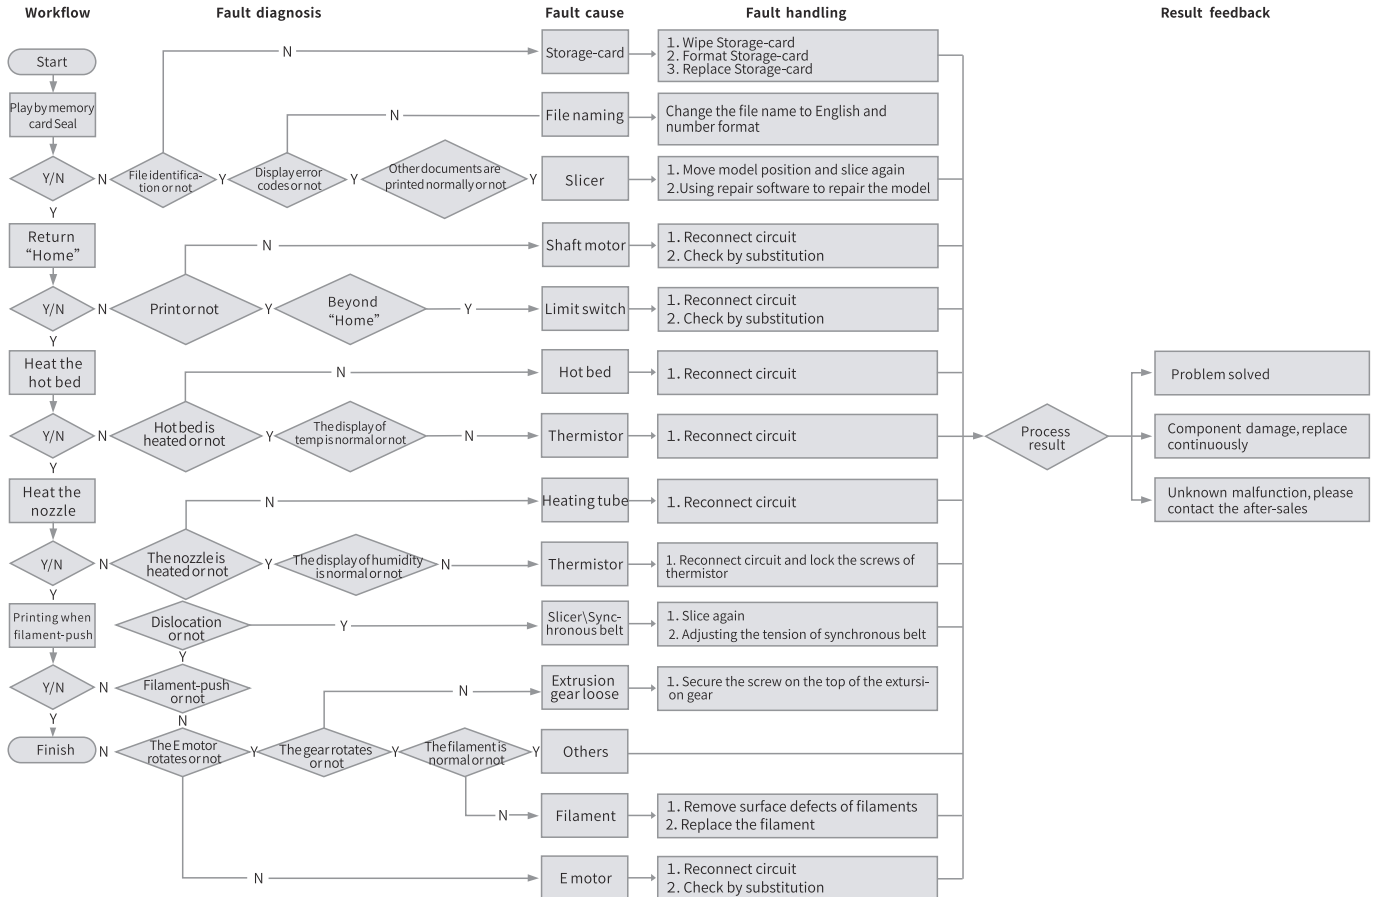 Workflow
Fault diagnosis
Fault cause
Fault handling
Result feedback
Start
Play by memory
card Seal
Y/N
N
File identifica-
tion or not
N
Y
Display error
codes or not
N
Y
Other documents are
printed normally or not
Y
Storage-card
1. Wipe Storage-card
2. Format Storage-card
3. Replace Storage-card
File naming
Change the file name to English and
number format
Slicer
1. Move model position and slice again
2.Using repair software to repair the model
Y
Return
“Home”
Y/N
N
Print or not
N
Y
Beyond
“Home”
Y
Shaft motor
1. Reconnect circuit
2. Check by substitution
Limit switch
1. Reconnect circuit
2. Check by substitution
Y
Heat the
hot bed
Y/N
N
Hot bed is
heated or not
N
Y
The display of
temp is normal or not
N
Hot bed
1. Reconnect circuit
Thermistor
1. Reconnect circuit
Y
Heat the
nozzle
Y/N
N
The nozzle is
heated or not
N
Y
The display of humidity
is normal or not
N
Heating tube
1. Reconnect circuit
Thermistor
1. Reconnect circuit and lock the screws of
thermistor
Y
Printing when
filament-push
Y/N
N
Dislocation
or not
Y
Slicer\Sync-
hronous belt
1. Slice again
2. Adjusting the tension of synchronous belt
Y
Filament-push
or not
N
Y
Finish
N
The E motor
rotates or not
Y
The gear rotates
or not
N
Extrusion
gear loose
1. Secure the screw on the top of the extursi-
on gear
Y
The filament is
normal or not
Y
Others
N
Filament
1. Remove surface defects of filaments
2. Replace the filament
N
E motor
1. Reconnect circuit
2. Check by substitution
Process
result
Problem solved
Component damage, replace
continuously
Unknown malfunction, please
contact the after-sales